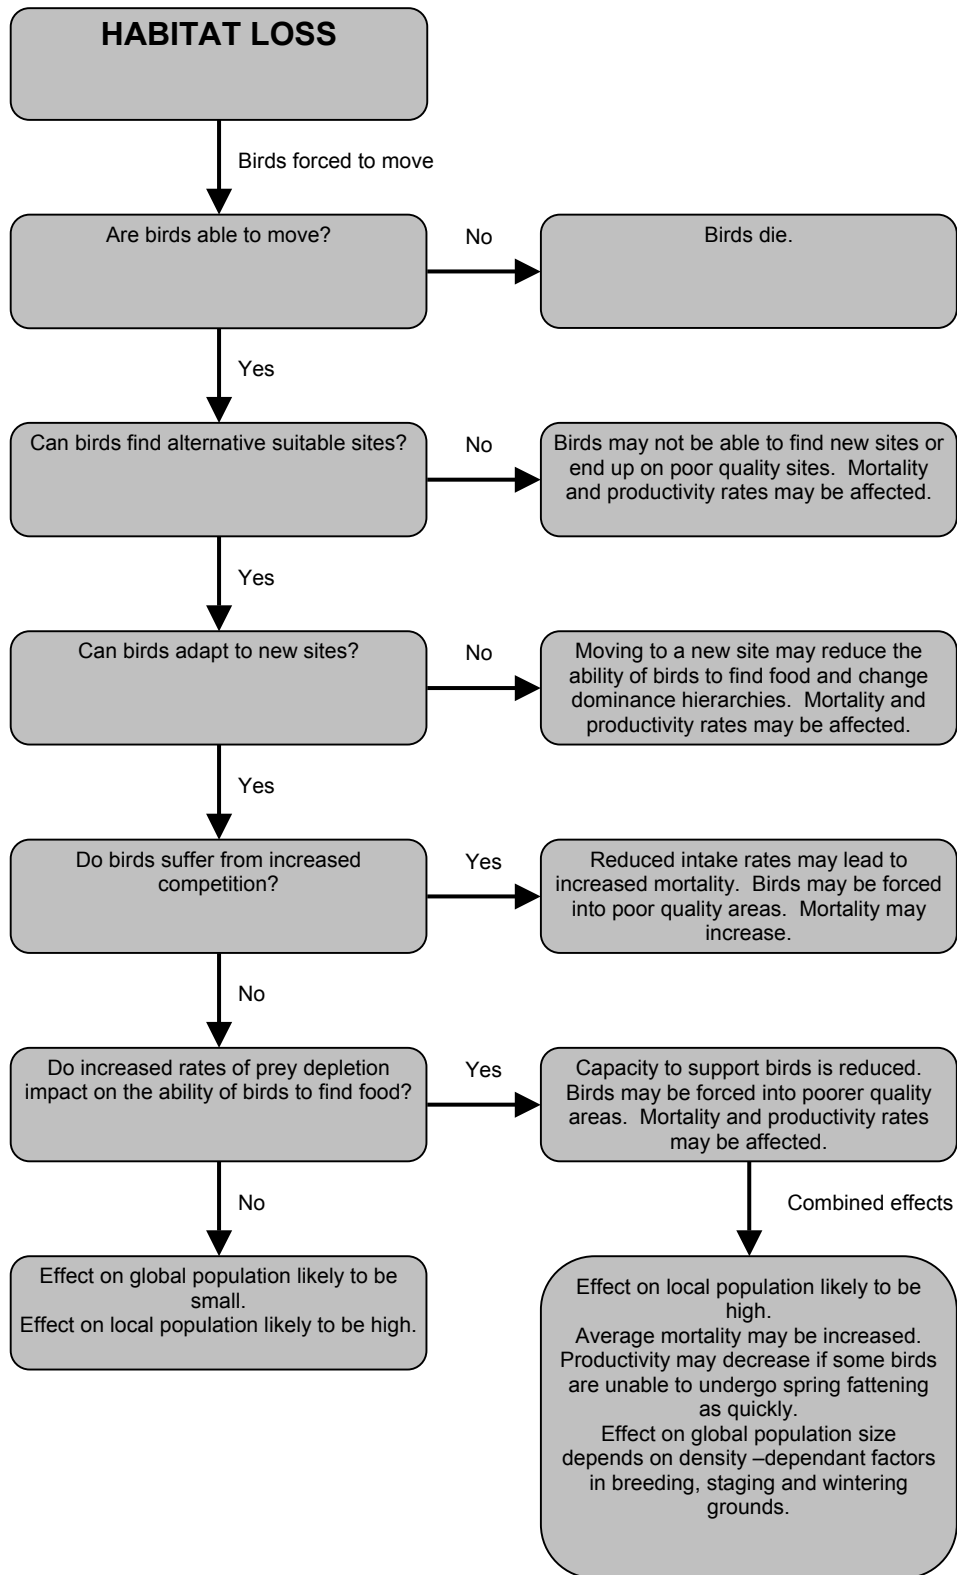 HABITAT LOSS
Birds forced to move
Are birds able to move?
No
Birds die.
Yes
Can birds find alternative suitable sites?
No
Birds may not be able to find new sites or
end up on poor quality sites.  Mortality
and productivity rates may be affected.
Yes
Can birds adapt to new sites?
No
Moving to a new site may reduce the
ability of birds to find food and change
dominance hierarchies.  Mortality and
productivity rates may be affected.
Yes
Do birds suffer from increased
competition?
Yes
Reduced intake rates may lead to
increased mortality.  Birds may be forced
into poor quality areas.  Mortality may
increase.
No
Do increased rates of prey depletion
impact on the ability of birds to find food?
Yes
Capacity to support birds is reduced.
Birds may be forced into poorer quality
areas.  Mortality and productivity rates
may be affected.
No
Combined effects
Effect on global population likely to be
small.
Effect on local population likely to be high.
Effect on local population likely to be
high.
Average mortality may be increased.
Productivity may decrease if some birds
are unable to undergo spring fattening
as quickly.
Effect on global population size
depends on density –dependant factors
in breeding, staging and wintering
grounds.